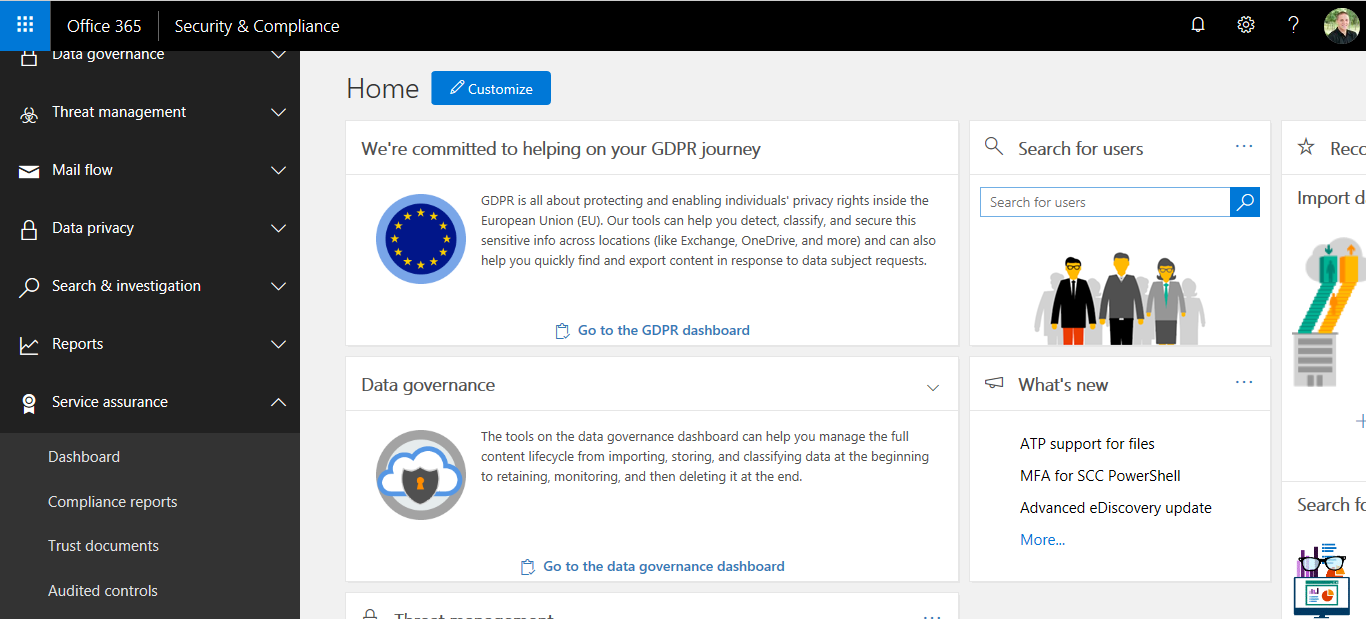 Office 365
Security & Compliance
Data governance
Threat management
Mail flow
Data privacy
Search & investigation
Reports
Service assurance
Dashboard
Compliance reports
Trust documents
Audited controls
Home
Customize
We're committed to helping on your GDPR journey
GDPR is all about protecting and enabling individuals' privacy rights inside the
European Union (EU). Our tools can help you detect, classify, and secure this
sensitive info across locations (like Exchange, OneDrive, and more) and can also
help you quickly find and export content in response to data subject requests.
Go to the GDPR dashboard
Data governance
The tools on the data governance dashboard can help you manage the full
content lifecycle from importing, storing, and classifying data at the beginning
to retaining, monitoring, and then deleting it at the end.
Go to the data governance dashboard
Threat management
Search for users
Search for users
What's new
ATP support for files
MFA for SCC PowerShell
Advanced eDiscovery update
More...
Reco
Import d
Search fo